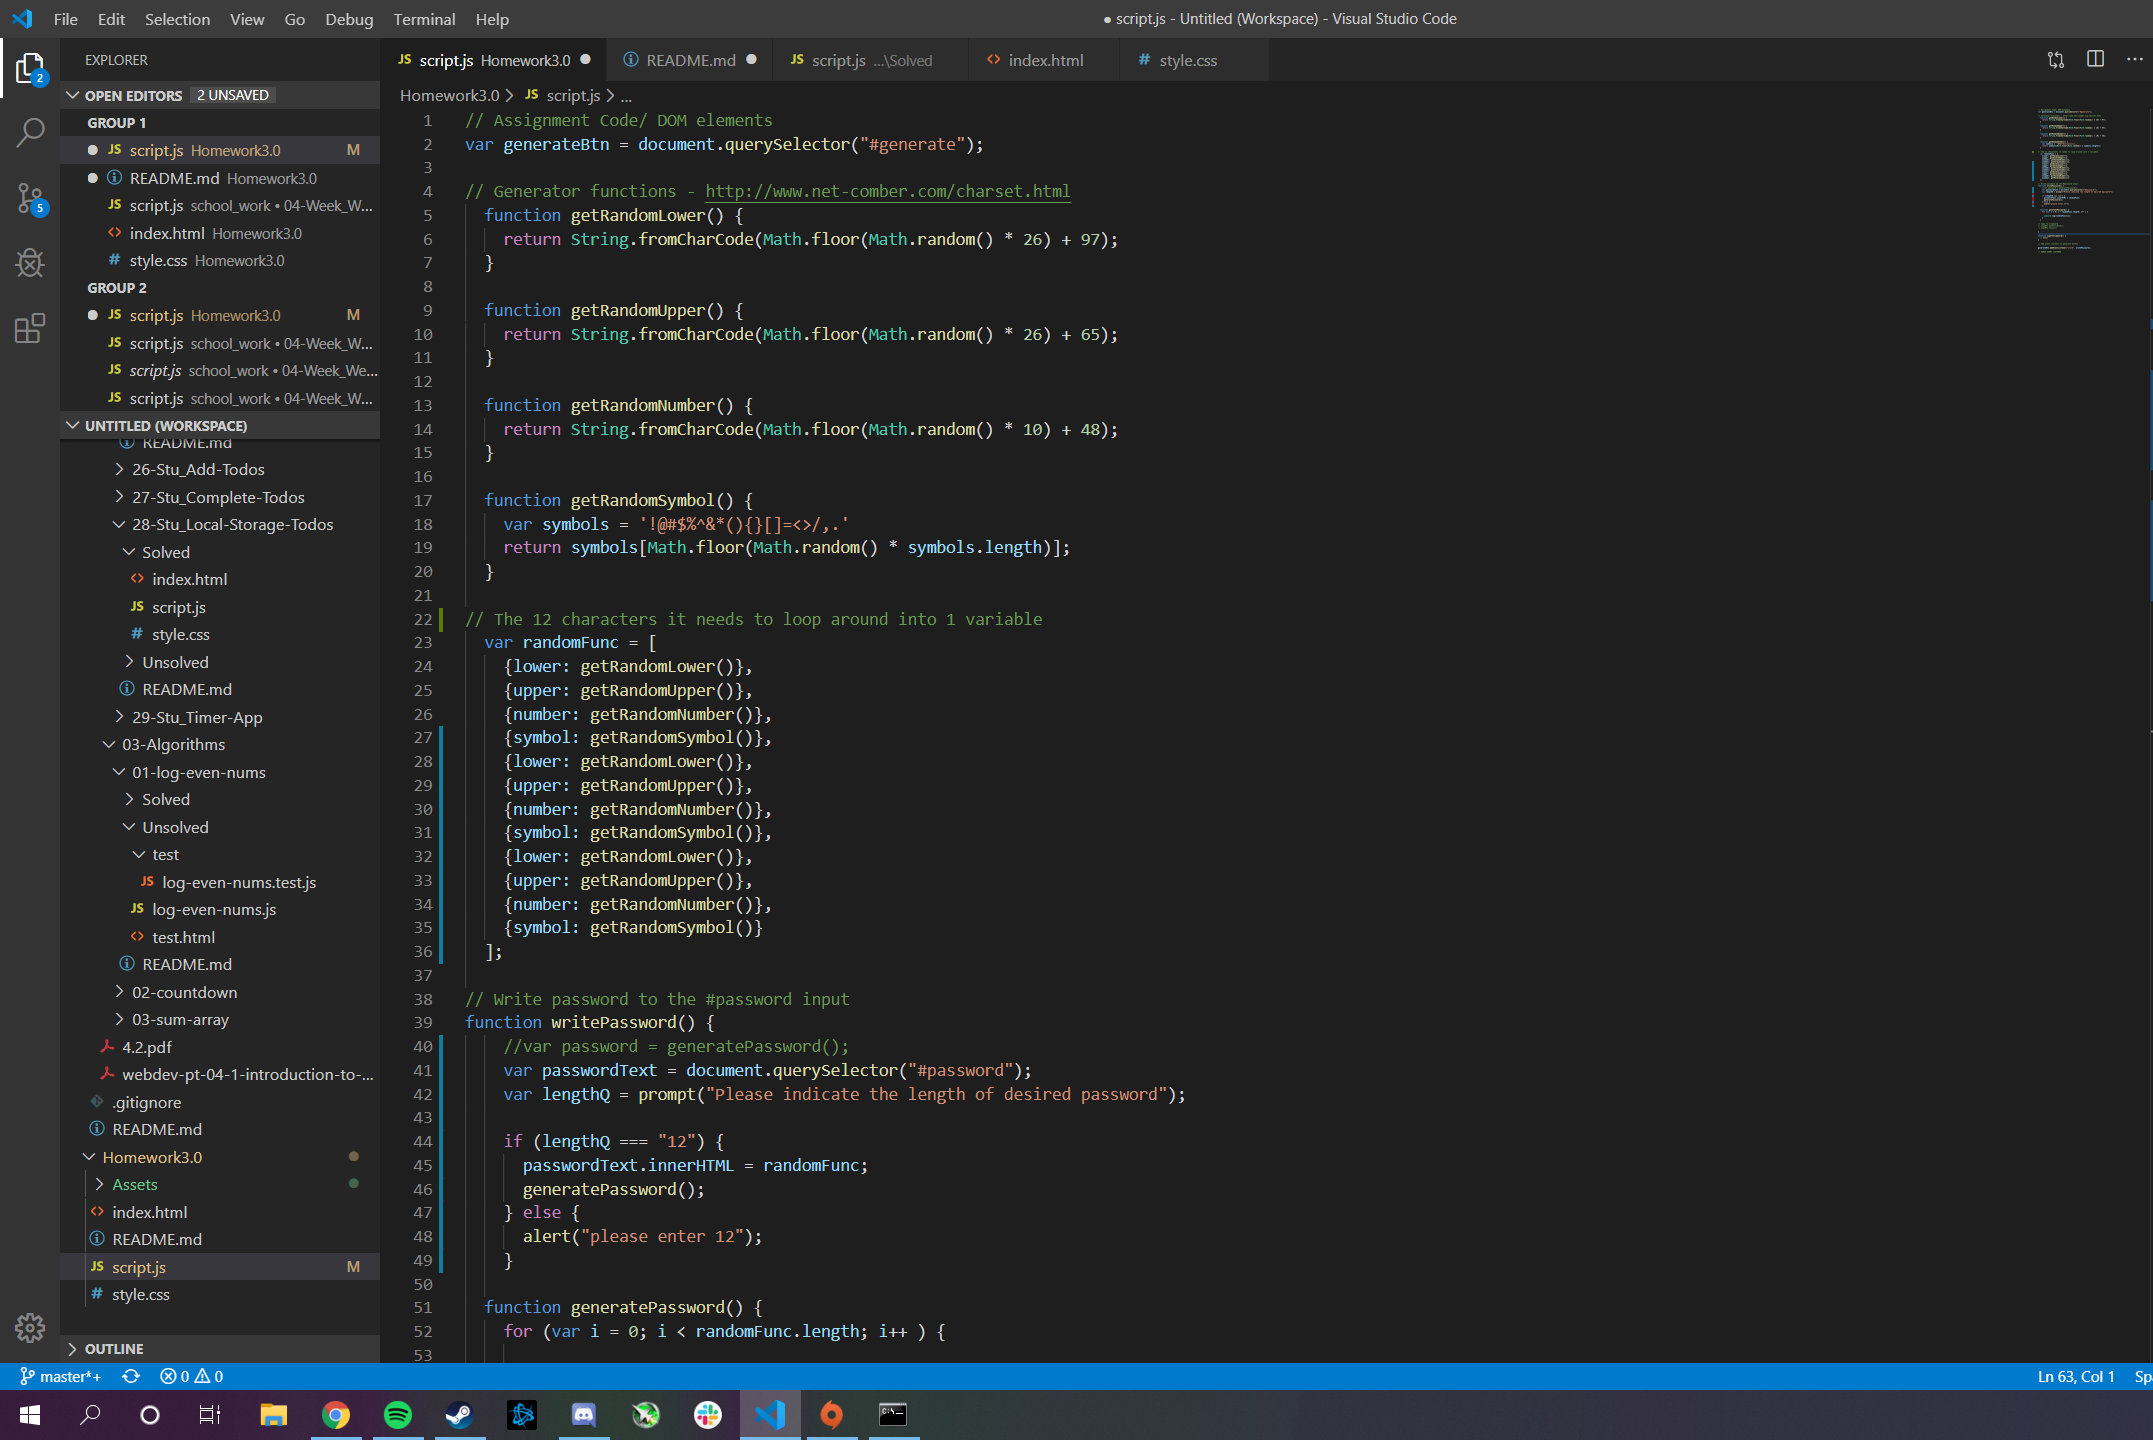 File Edit Selection View Go Debug Terminal Help
● script.js - Untitled (Workspace) - Visual Studio Code
EXPLORER
OPEN EDITORS 2 UNSAVED
GROUP 1
JS script.js Homework3.0 M
README.md Homework3.0
JS script.js school_work • 04-Week_W...
<> index.html Homework3.0
# style.css Homework3.0
GROUP 2
JS script.js Homework3.0 M
JS script.js school_work • 04-Week_W...
JS script.js school_work • 04-Week_We...
JS script.js school_work • 04-Week_W...
UNTITLED (WORKSPACE)
README.md
26-Stu_Add-Todos
27-Stu_Complete-Todos
28-Stu_Local-Storage-Todos
Solved
<> index.html
JS script.js
# style.css
Unsolved
README.md
29-Stu_Timer-App
03-Algorithms
01-log-even-nums
Solved
Unsolved
test
JS log-even-nums.test.js
JS log-even-nums.js
<> test.html
README.md
02-countdown
03-sum-array
4.2.pdf
webdev-pt-04-1-introduction-to-...
.gitignore
README.md
Homework3.0
Assets
<> index.html
README.md
JS script.js M
# style.css
OUTLINE
2
5
JS script.js Homework3.0 ● README.md ● JS script.js ...\Solved <> index.html # style.css
Homework3.0 > JS script.js > ...
1 // Assignment Code/ DOM elements
2 var generateBtn = document.querySelector("#generate");
3
4 // Generator functions - http://www.net-comber.com/charset.html
5 function getRandomLower() {
6 return String.fromCharCode(Math.floor(Math.random() * 26) + 97);
7 }
8
9 function getRandomUpper() {
10 return String.fromCharCode(Math.floor(Math.random() * 26) + 65);
11 }
12
13 function getRandomNumber() {
14 return String.fromCharCode(Math.floor(Math.random() * 10) + 48);
15 }
16
17 function getRandomSymbol() {
18 var symbols = '!@#$%^&*(){}[]=<>/,.'
19 return symbols[Math.floor(Math.random() * symbols.length)];
20 }
21
22 // The 12 characters it needs to loop around into 1 variable
23 var randomFunc = [
24 {lower: getRandomLower()},
25 {upper: getRandomUpper()},
26 {number: getRandomNumber()},
27 {symbol: getRandomSymbol()},
28 {lower: getRandomLower()},
29 {upper: getRandomUpper()},
30 {number: getRandomNumber()},
31 {symbol: getRandomSymbol()},
32 {lower: getRandomLower()},
33 {upper: getRandomUpper()},
34 {number: getRandomNumber()},
35 {symbol: getRandomSymbol()}
36 ];
37
38 // Write password to the #password input
39 function writePassword() {
40 //var password = generatePassword();
41 var passwordText = document.querySelector("#password");
42 var lengthQ = prompt("Please indicate the length of desired password");
43
44 if (lengthQ === "12") {
45 passwordText.innerHTML = randomFunc;
46 generatePassword();
47 } else {
48 alert("please enter 12");
49 }
50
51 function generatePassword() {
52 for (var i = 0; i < randomFunc.length; i++ ) {
53
master*+ 0 0 Ln 63, Col 1 Sp